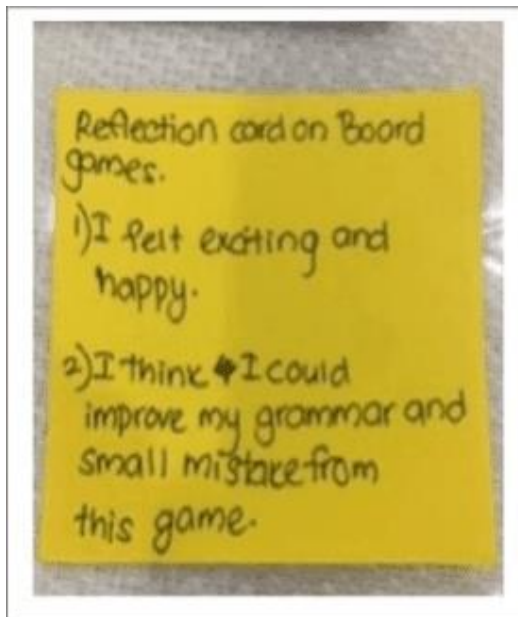 Reflection card on Board
games.
1) I felt exciting and
happy.
2) I think I could
improve my grammar and
small mistake from
this game.